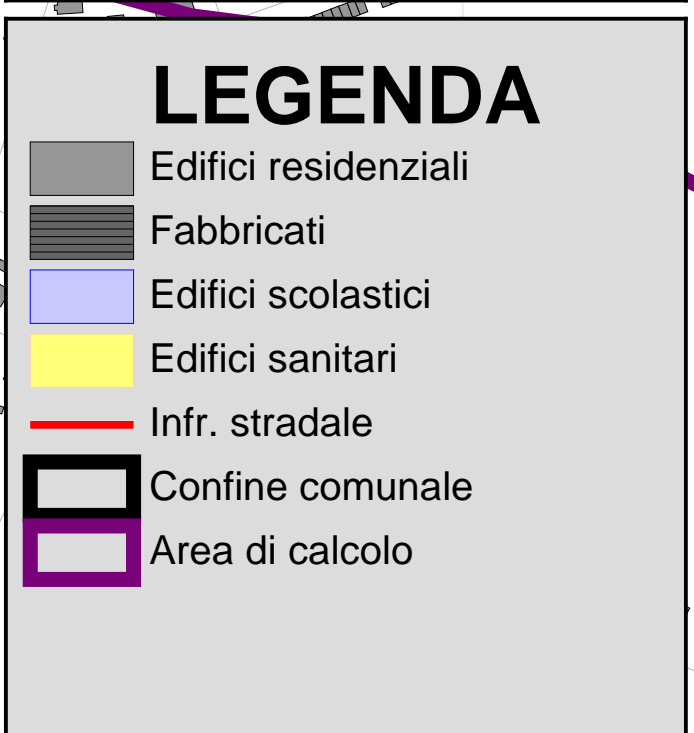 LEGENDA
Edifici residenziali
Fabbricati
Edifici scolastici
Edifici sanitari
Infr. stradale
Confine comunale
Area di calcolo